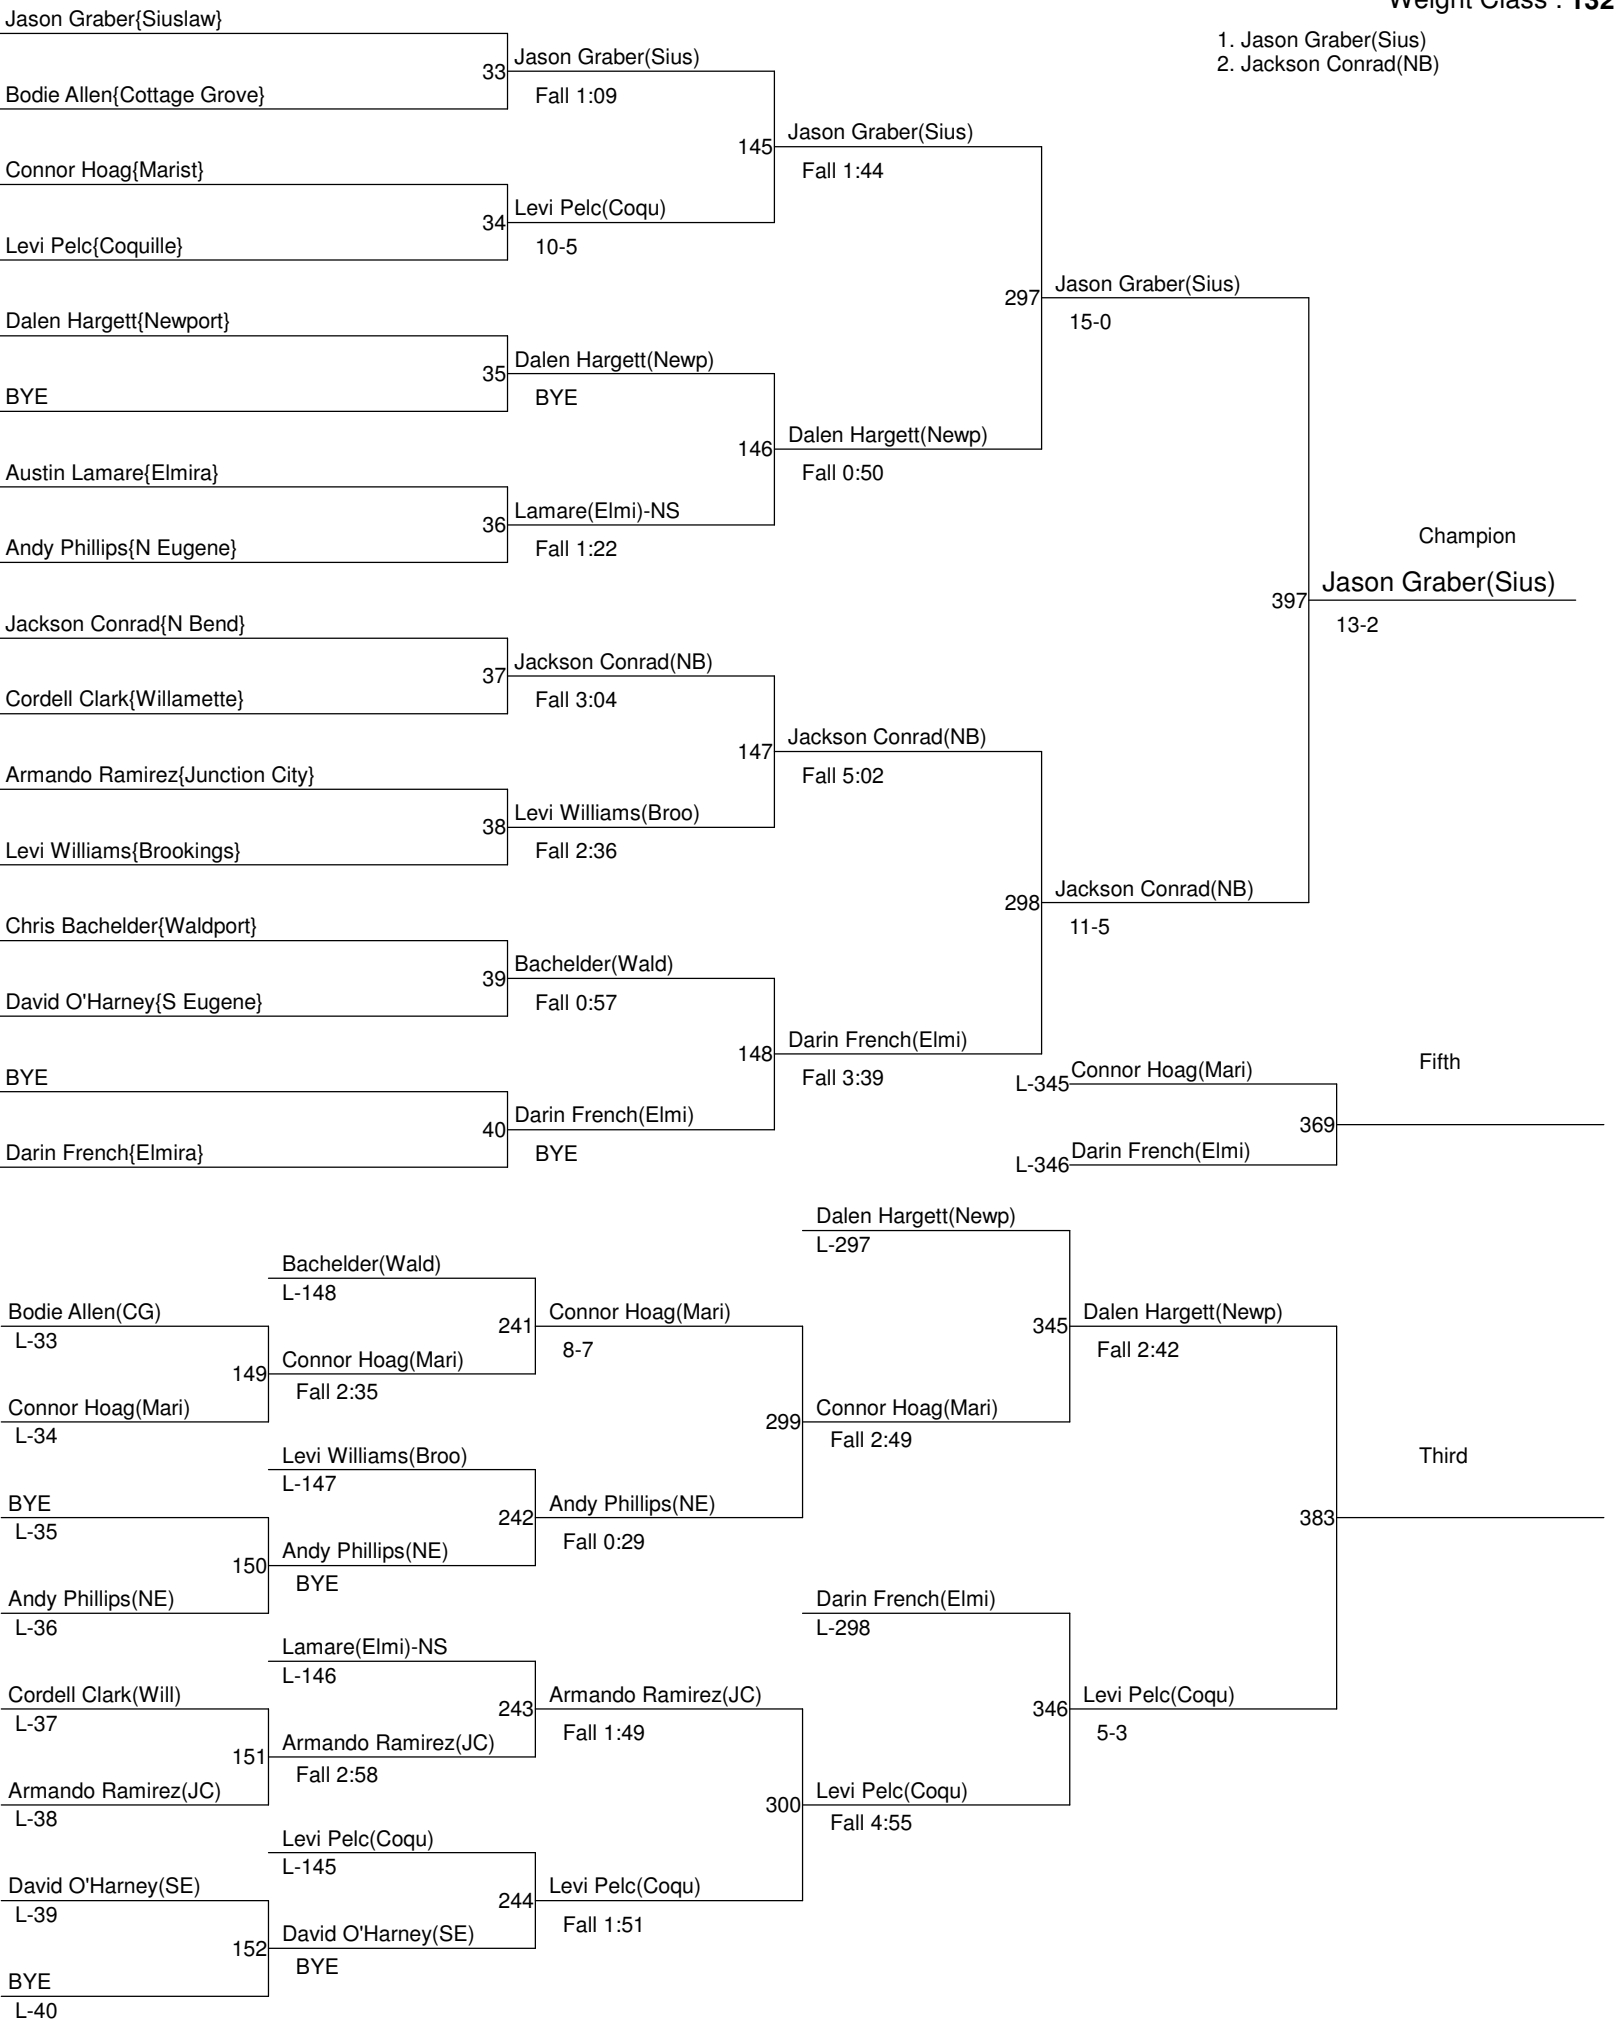 Weight Class : 132
1. Jason Graber(Sius)
2. Jackson Conrad(NB)
Jason Graber{Siuslaw}
33
Jason Graber(Sius)
Fall 1:09
Bodie Allen{Cottage Grove}
145
Jason Graber(Sius)
Fall 1:44
Connor Hoag{Marist}
34
Levi Pelc(Coqu)
10-5
Levi Pelc{Coquille}
297
Jason Graber(Sius)
15-0
Dalen Hargett{Newport}
35
Dalen Hargett(Newp)
BYE
BYE
146
Dalen Hargett(Newp)
Fall 0:50
Austin Lamare{Elmira}
36
Lamare(Elmi)-NS
Fall 1:22
Andy Phillips{N Eugene}
Champion
397
Jason Graber(Sius)
13-2
Jackson Conrad{N Bend}
37
Jackson Conrad(NB)
Fall 3:04
Cordell Clark{Willamette}
147
Jackson Conrad(NB)
Fall 5:02
Armando Ramirez{Junction City}
38
Levi Williams(Broo)
Fall 2:36
Levi Williams{Brookings}
298
Jackson Conrad(NB)
11-5
Chris Bachelder{Waldport}
39
Bachelder(Wald)
Fall 0:57
David O'Harney{S Eugene}
148
Darin French(Elmi)
Fall 3:39
BYE
40
Darin French(Elmi)
BYE
Darin French{Elmira}
Fifth
L-345
Connor Hoag(Mari)
369
L-346
Darin French(Elmi)
Dalen Hargett(Newp)
L-297
Bachelder(Wald)
L-148
Bodie Allen(CG)
L-33
241
Connor Hoag(Mari)
8-7
345
Dalen Hargett(Newp)
Fall 2:42
149
Connor Hoag(Mari)
Fall 2:35
Connor Hoag(Mari)
L-34
299
Connor Hoag(Mari)
Fall 2:49
Levi Williams(Broo)
L-147
Third
BYE
L-35
242
Andy Phillips(NE)
Fall 0:29
383
150
Andy Phillips(NE)
BYE
Andy Phillips(NE)
L-36
Darin French(Elmi)
L-298
Lamare(Elmi)-NS
L-146
Cordell Clark(Will)
L-37
243
Armando Ramirez(JC)
Fall 1:49
346
Levi Pelc(Coqu)
5-3
151
Armando Ramirez(JC)
Fall 2:58
Armando Ramirez(JC)
L-38
300
Levi Pelc(Coqu)
Fall 4:55
Levi Pelc(Coqu)
L-145
David O'Harney(SE)
L-39
244
Levi Pelc(Coqu)
Fall 1:51
152
David O'Harney(SE)
BYE
BYE
L-40